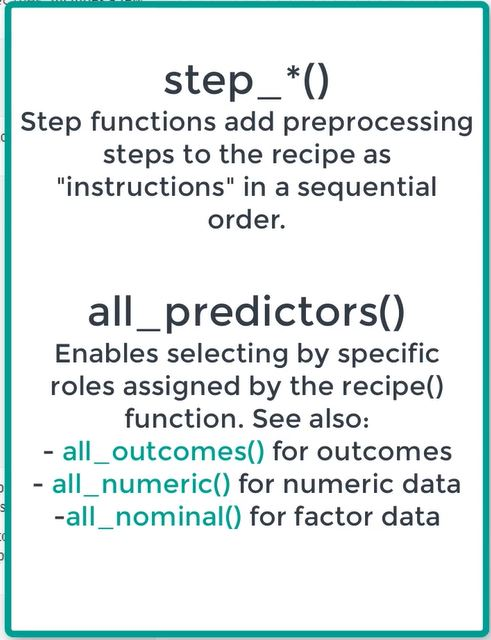 step_*()
Step functions add preprocessing
steps to the recipe as
"instructions" in a sequential
order.
all_predictors()
Enables selecting by specific
roles assigned by the recipe()
function. See also:
- all_outcomes() for outcomes
- all_numeric() for numeric data
-all_nominal() for factor data